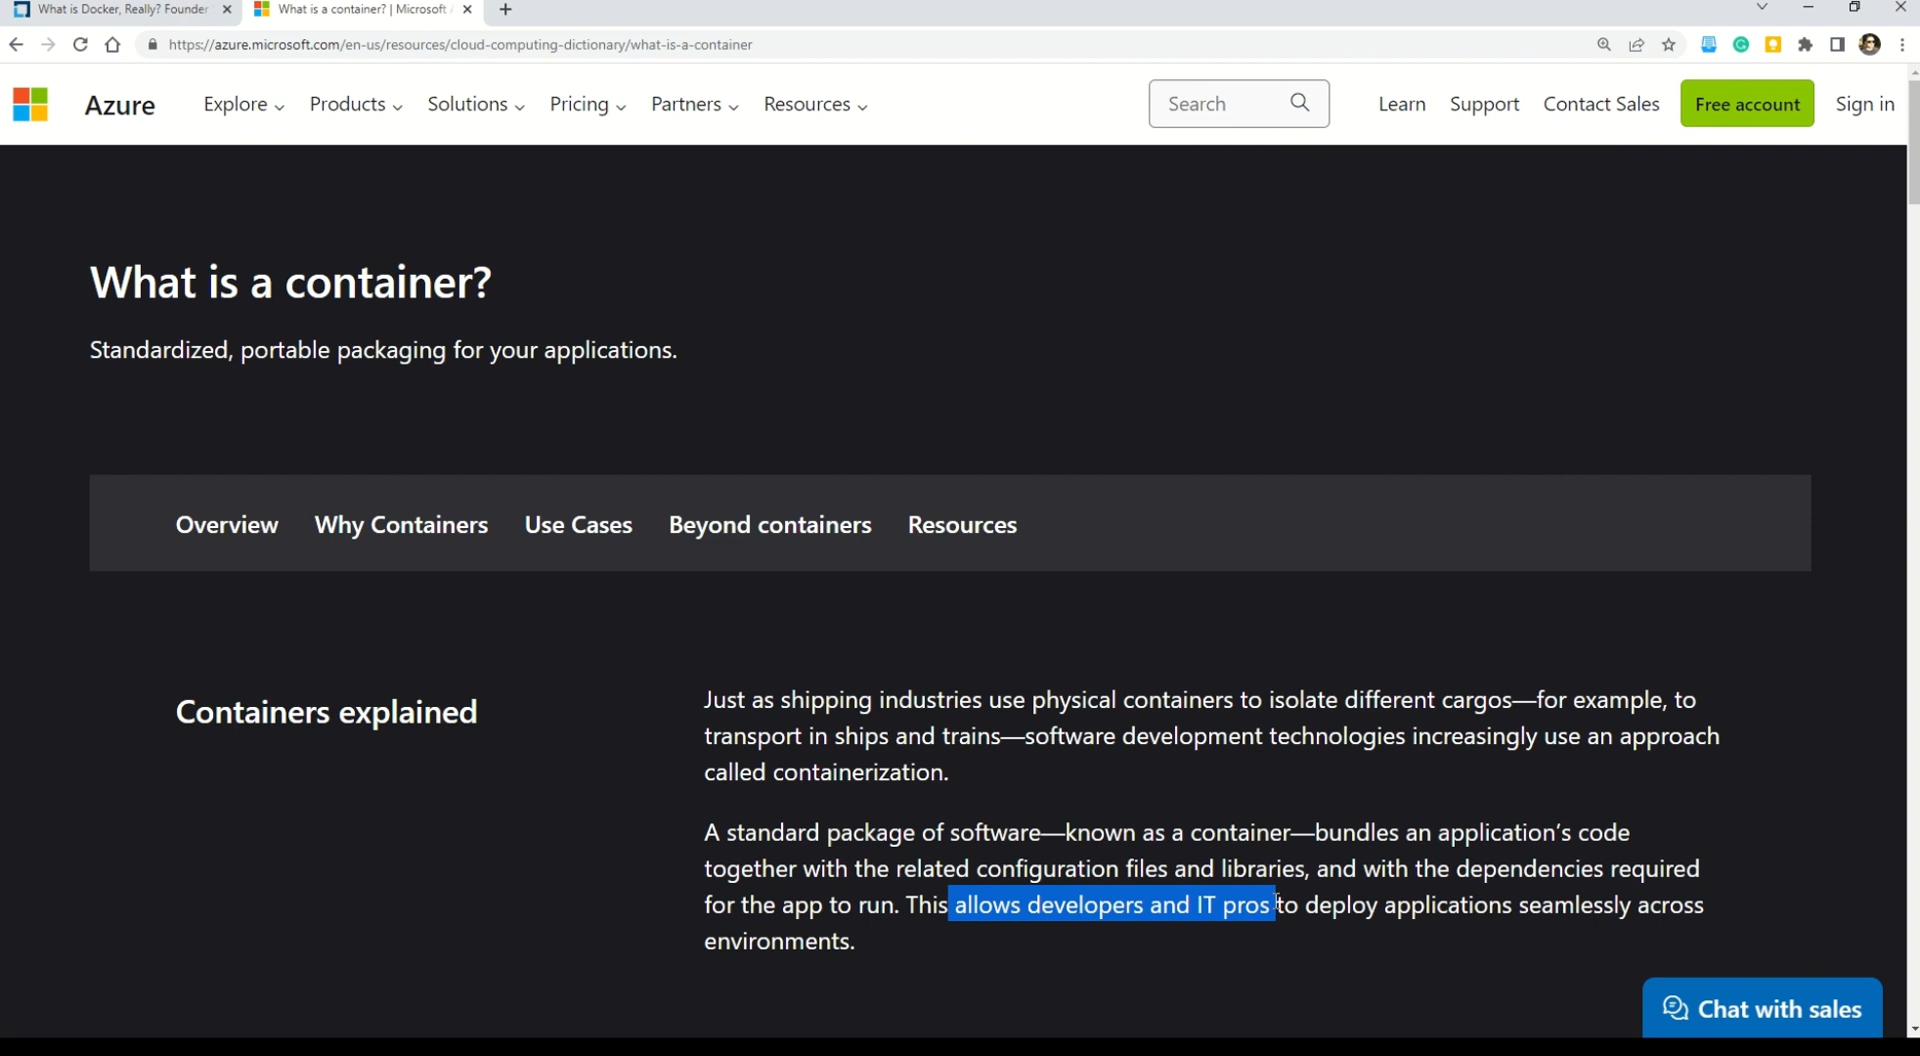 What is Docker, Really? Founder
What is a container? | Microsoft
https://azure.microsoft.com/en-us/resources/cloud-computing-dictionary/what-is-a-container
Azure
Explore
Products
Solutions
Pricing
Partners
Resources
Search
Learn
Support
Contact Sales
Free account
Sign in
What is a container?
Standardized, portable packaging for your applications.
Overview
Why Containers
Use Cases
Beyond containers
Resources
Containers explained
Just as shipping industries use physical containers to isolate different cargos—for example, to
transport in ships and trains—software development technologies increasingly use an approach
called containerization.
A standard package of software—known as a container—bundles an application’s code
together with the related configuration files and libraries, and with the dependencies required
for the app to run. This allows developers and IT pros to deploy applications seamlessly across
environments.
Chat with sales